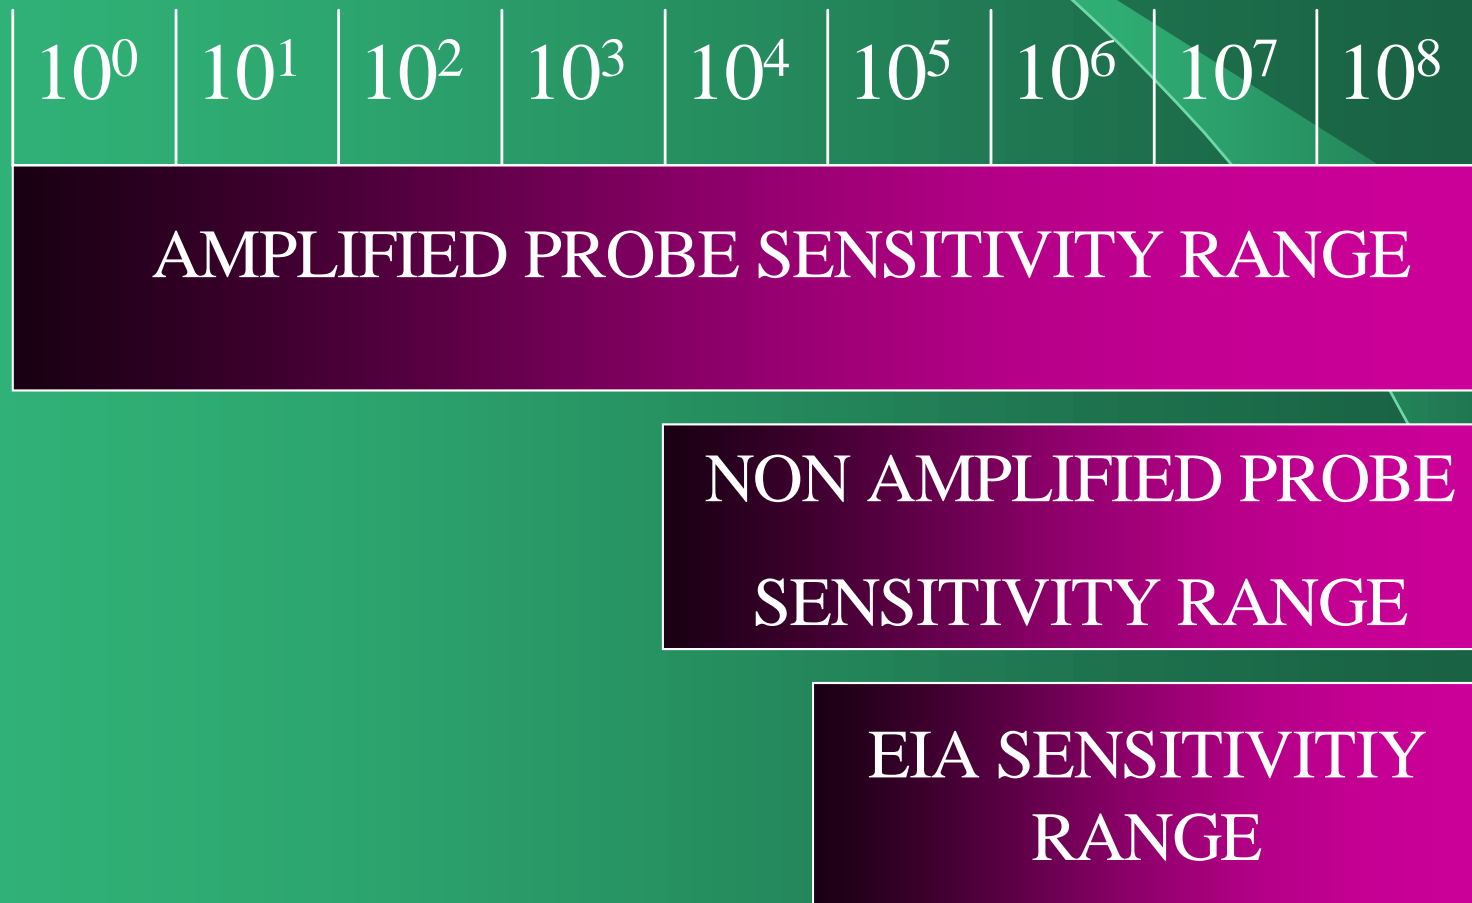 10⁰ 10¹ 10² 10³ 10⁴ 10⁵ 10⁶ 10⁷ 10⁸
AMPLIFIED PROBE SENSITIVITY RANGE
NON AMPLIFIED PROBE
SENSITIVITY RANGE
EIA SENSITIVITIY
RANGE